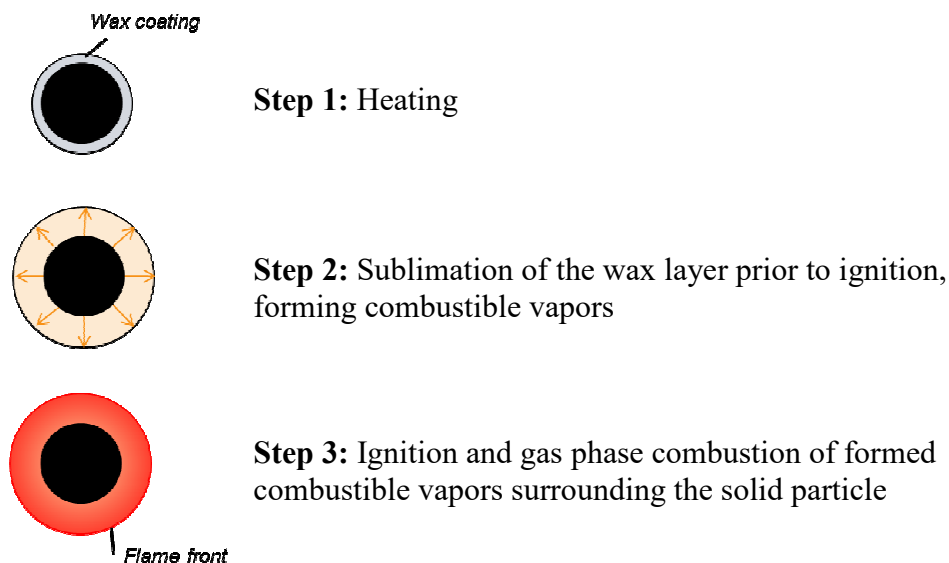 Wax coating
Step 1: Heating
Step 2: Sublimation of the wax layer prior to ignition,
forming combustible vapors
Step 3: Ignition and gas phase combustion of formed
combustible vapors surrounding the solid particle
Flame front